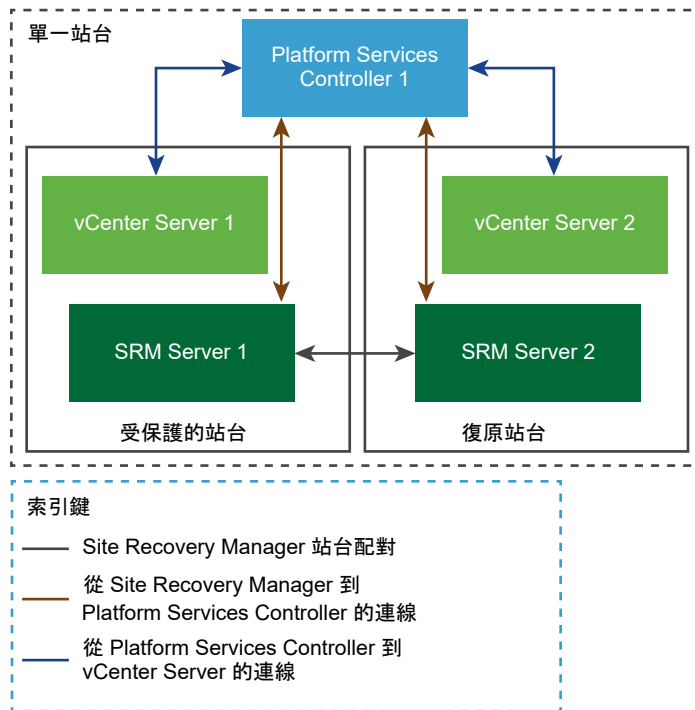 單一站台
Platform Services
Controller 1
vCenter Server 1
vCenter Server 2
SRM Server 1
SRM Server 2
受保護的站台
復原站台
索引鍵
Site Recovery Manager 站台配對
從 Site Recovery Manager 到
Platform Services Controller 的連線
從 Platform Services Controller 到
vCenter Server 的連線